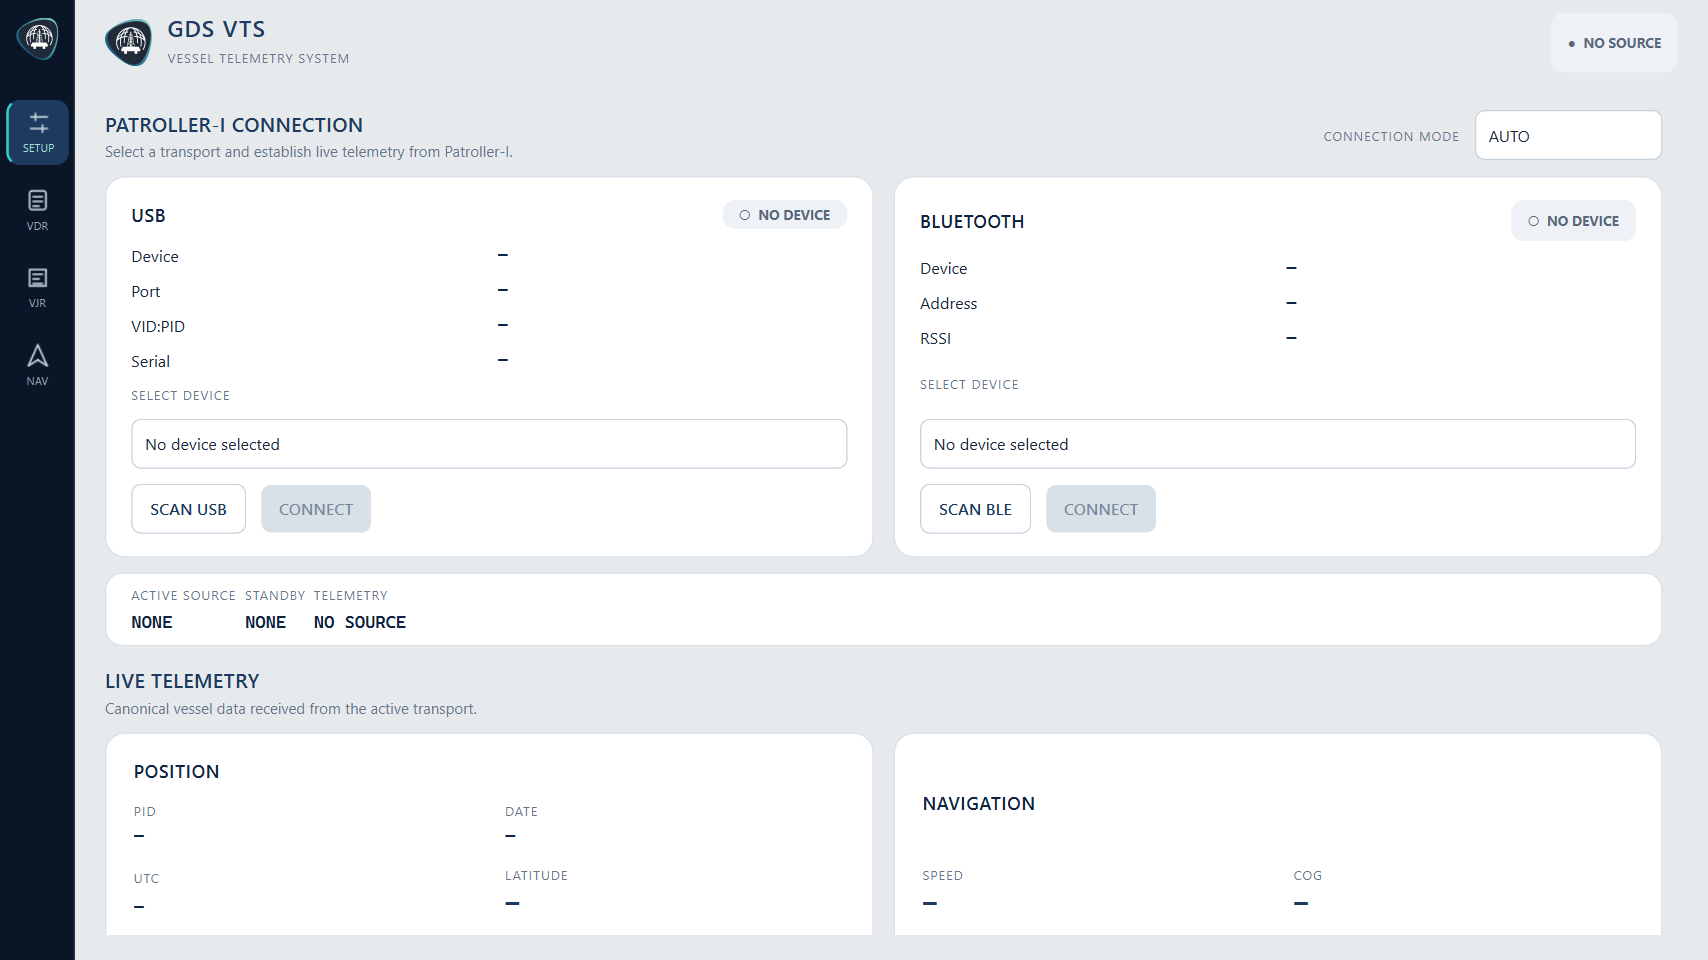 GDS VTS
VESSEL TELEMETRY SYSTEM
NO SOURCE
SETUP
VDR
VJR
NAV
PATROLLER-I CONNECTION
Select a transport and establish live telemetry from Patroller-I.
CONNECTION MODE
AUTO
USB
NO DEVICE
Device –
Port –
VID:PID –
Serial –
SELECT DEVICE
No device selected
SCAN USB CONNECT
BLUETOOTH
NO DEVICE
Device –
Address –
RSSI –
SELECT DEVICE
No device selected
SCAN BLE CONNECT
ACTIVE SOURCE STANDBY TELEMETRY
NONE NONE NO SOURCE
LIVE TELEMETRY
Canonical vessel data received from the active transport.
POSITION
PID DATE
– –
UTC LATITUDE
– –
NAVIGATION
SPEED COG
– –